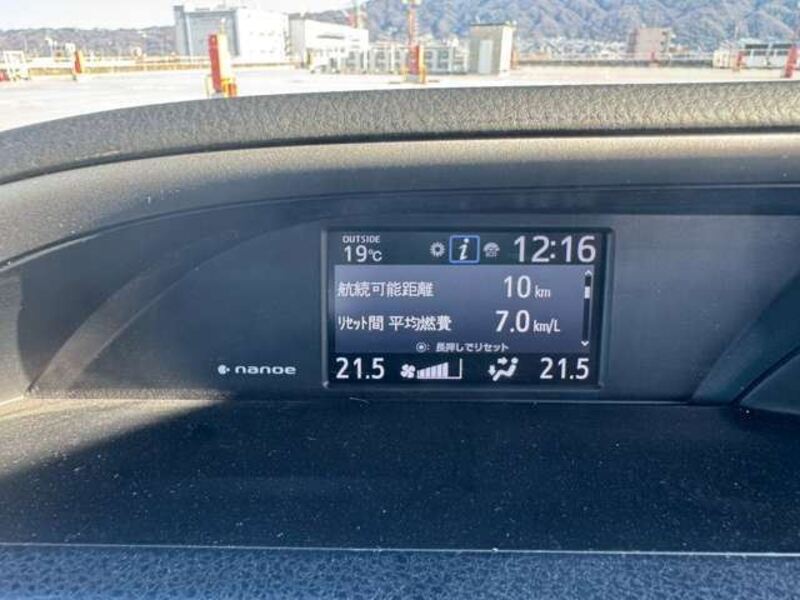 OUTSIDE
19℃
i
12:16
航続可能距離 10 km
ﾘｾｯﾄ間 平均燃費 7.0 km/L
長押しでリセット
21.5 21.5
nanoe